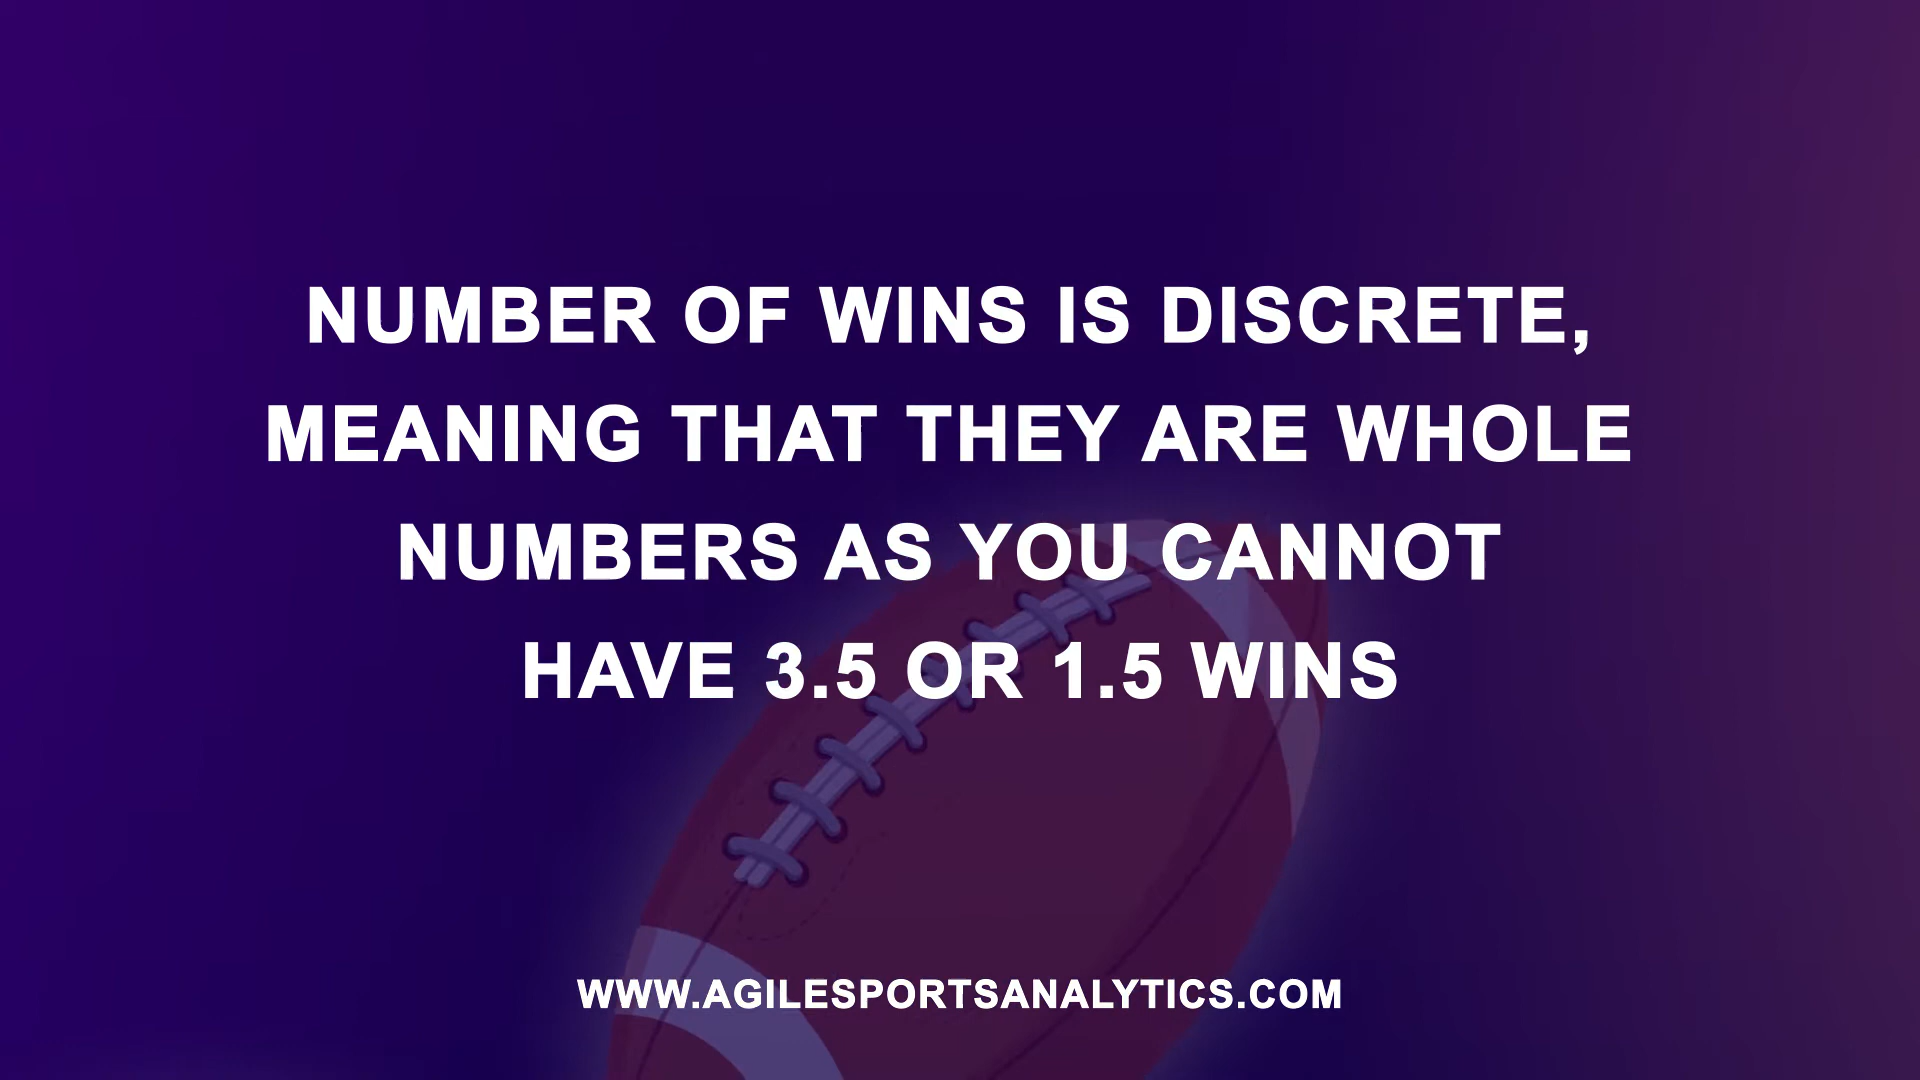 NUMBER OF WINS IS DISCRETE,
MEANING THAT THEY ARE WHOLE
NUMBERS AS YOU CANNOT
HAVE 3.5 OR 1.5 WINS
WWW.AGILESPORTSANALYTICS.COM